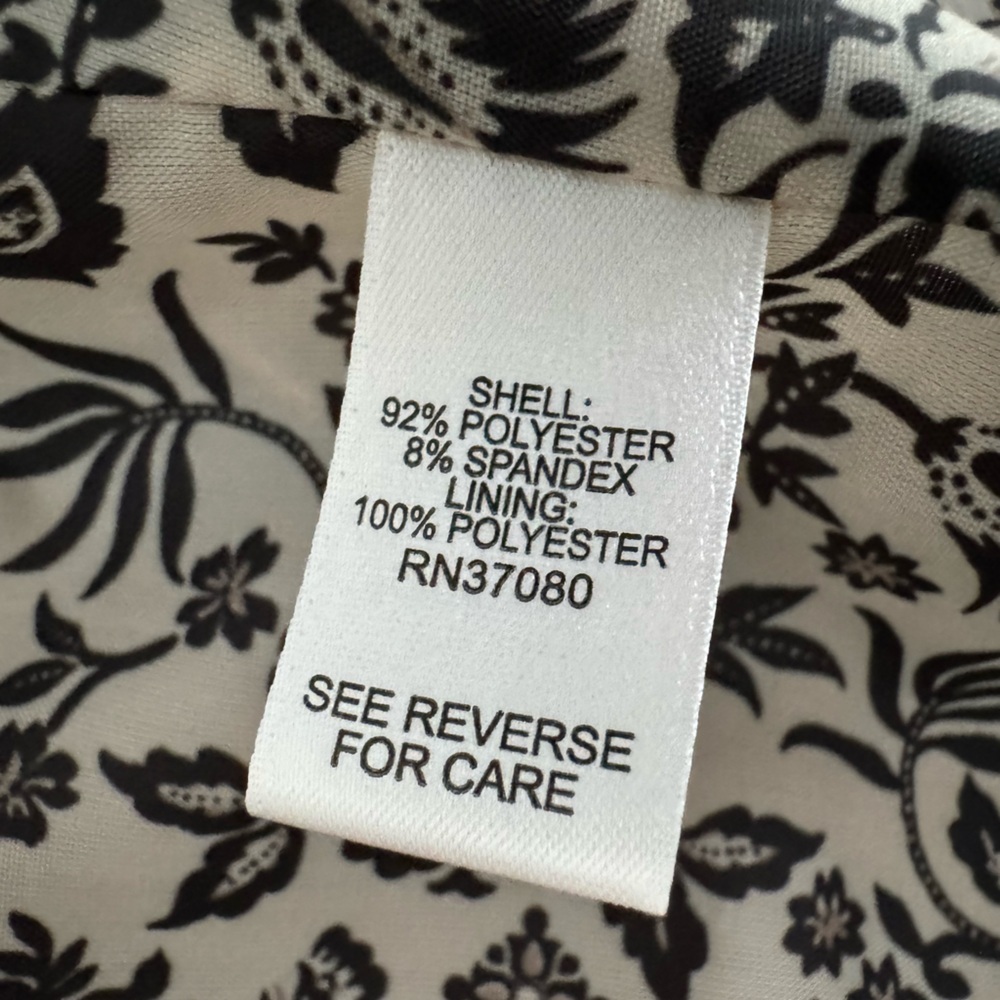 SHELL:
92% POLYESTER
8% SPANDEX
LINING:
100% POLYESTER
RN37080
SEE REVERSE
FOR CARE